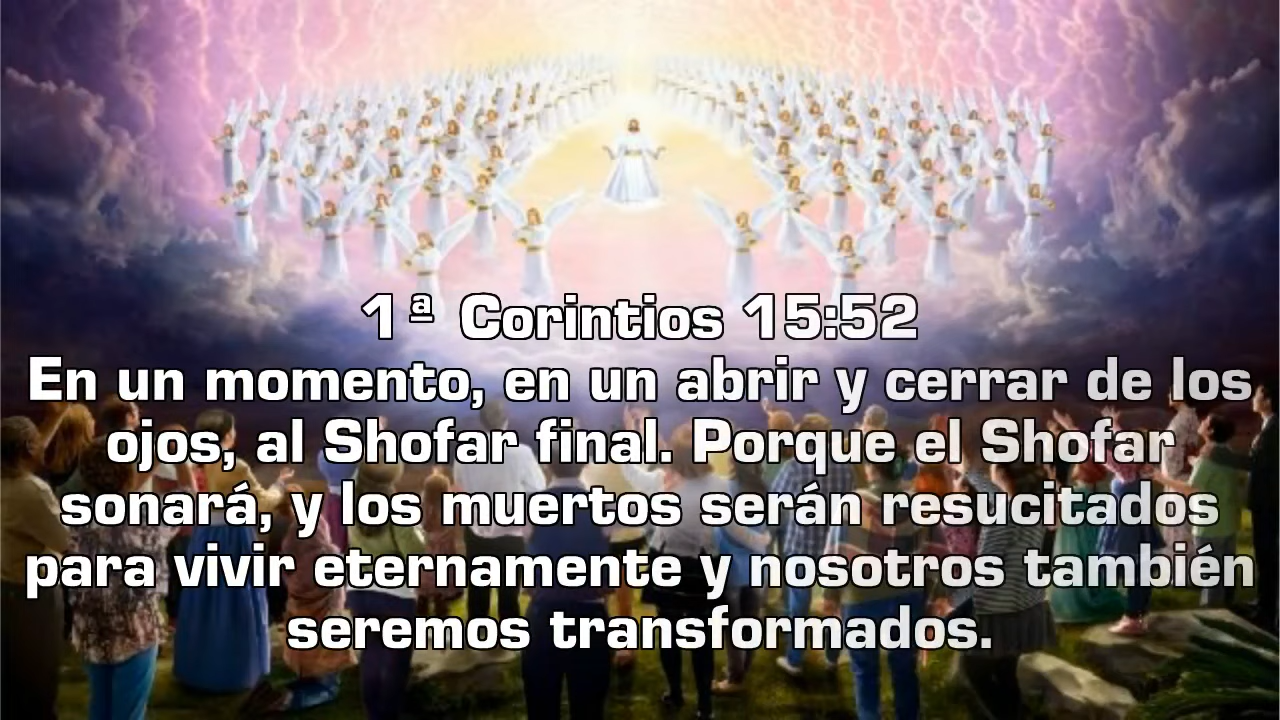 1ª Corintios 15:52
En un momento, en un abrir y cerrar de los
ojos, al Shofar final. Porque el Shofar
sonará, y los muertos serán resucitados
para vivir eternamente y nosotros también
seremos transformados.